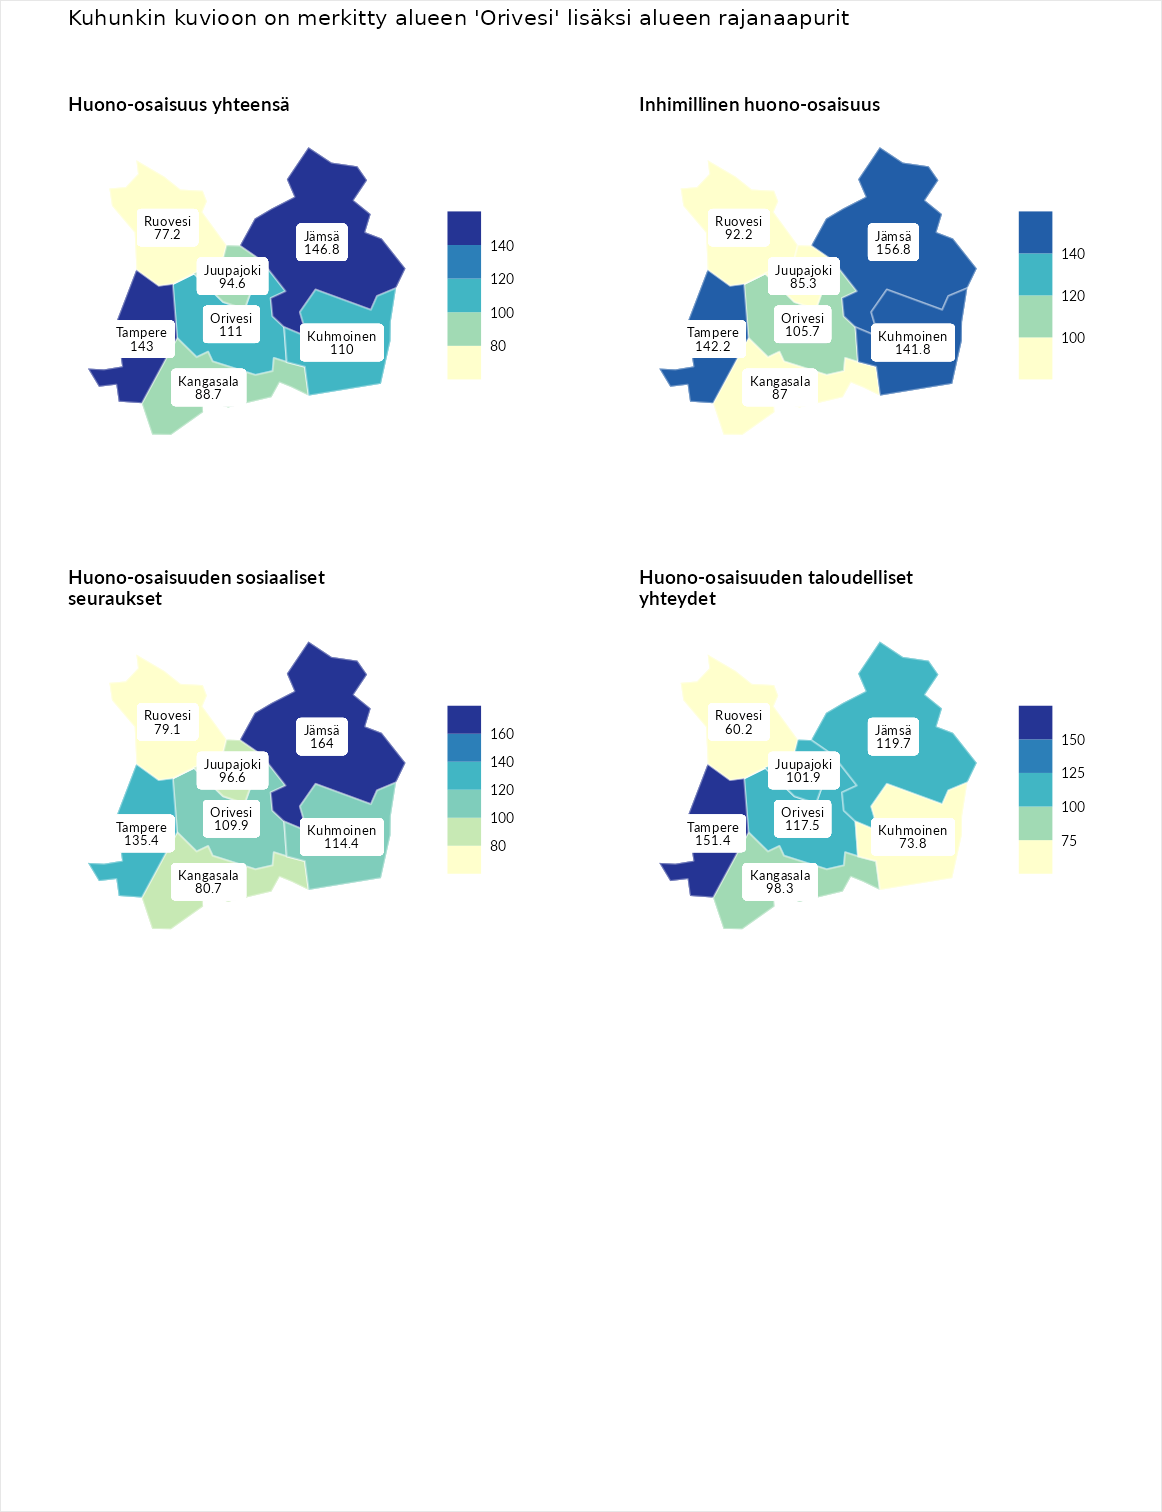 Kuhunkin kuvioon on merkitty alueen 'Orivesi' lisäksi alueen rajanaapurit
Huono-osaisuus yhteensä
Ruovesi
77.2
Jämsä
146.8
Juupajoki
94.6
Orivesi
111
Tampere
143
Kuhmoinen
110
Kangasala
88.7
140
120
100
80
Inhimillinen huono-osaisuus
Ruovesi
92.2
Jämsä
156.8
Juupajoki
85.3
Orivesi
105.7
Tampere
142.2
Kuhmoinen
141.8
Kangasala
87
140
120
100
Huono-osaisuuden sosiaaliset
seuraukset
Ruovesi
79.1
Jämsä
164
Juupajoki
96.6
Orivesi
109.9
Tampere
135.4
Kuhmoinen
114.4
Kangasala
80.7
160
140
120
100
80
Huono-osaisuuden taloudelliset
yhteydet
Ruovesi
60.2
Jämsä
119.7
Juupajoki
101.9
Orivesi
117.5
Tampere
151.4
Kuhmoinen
73.8
Kangasala
98.3
150
125
100
75